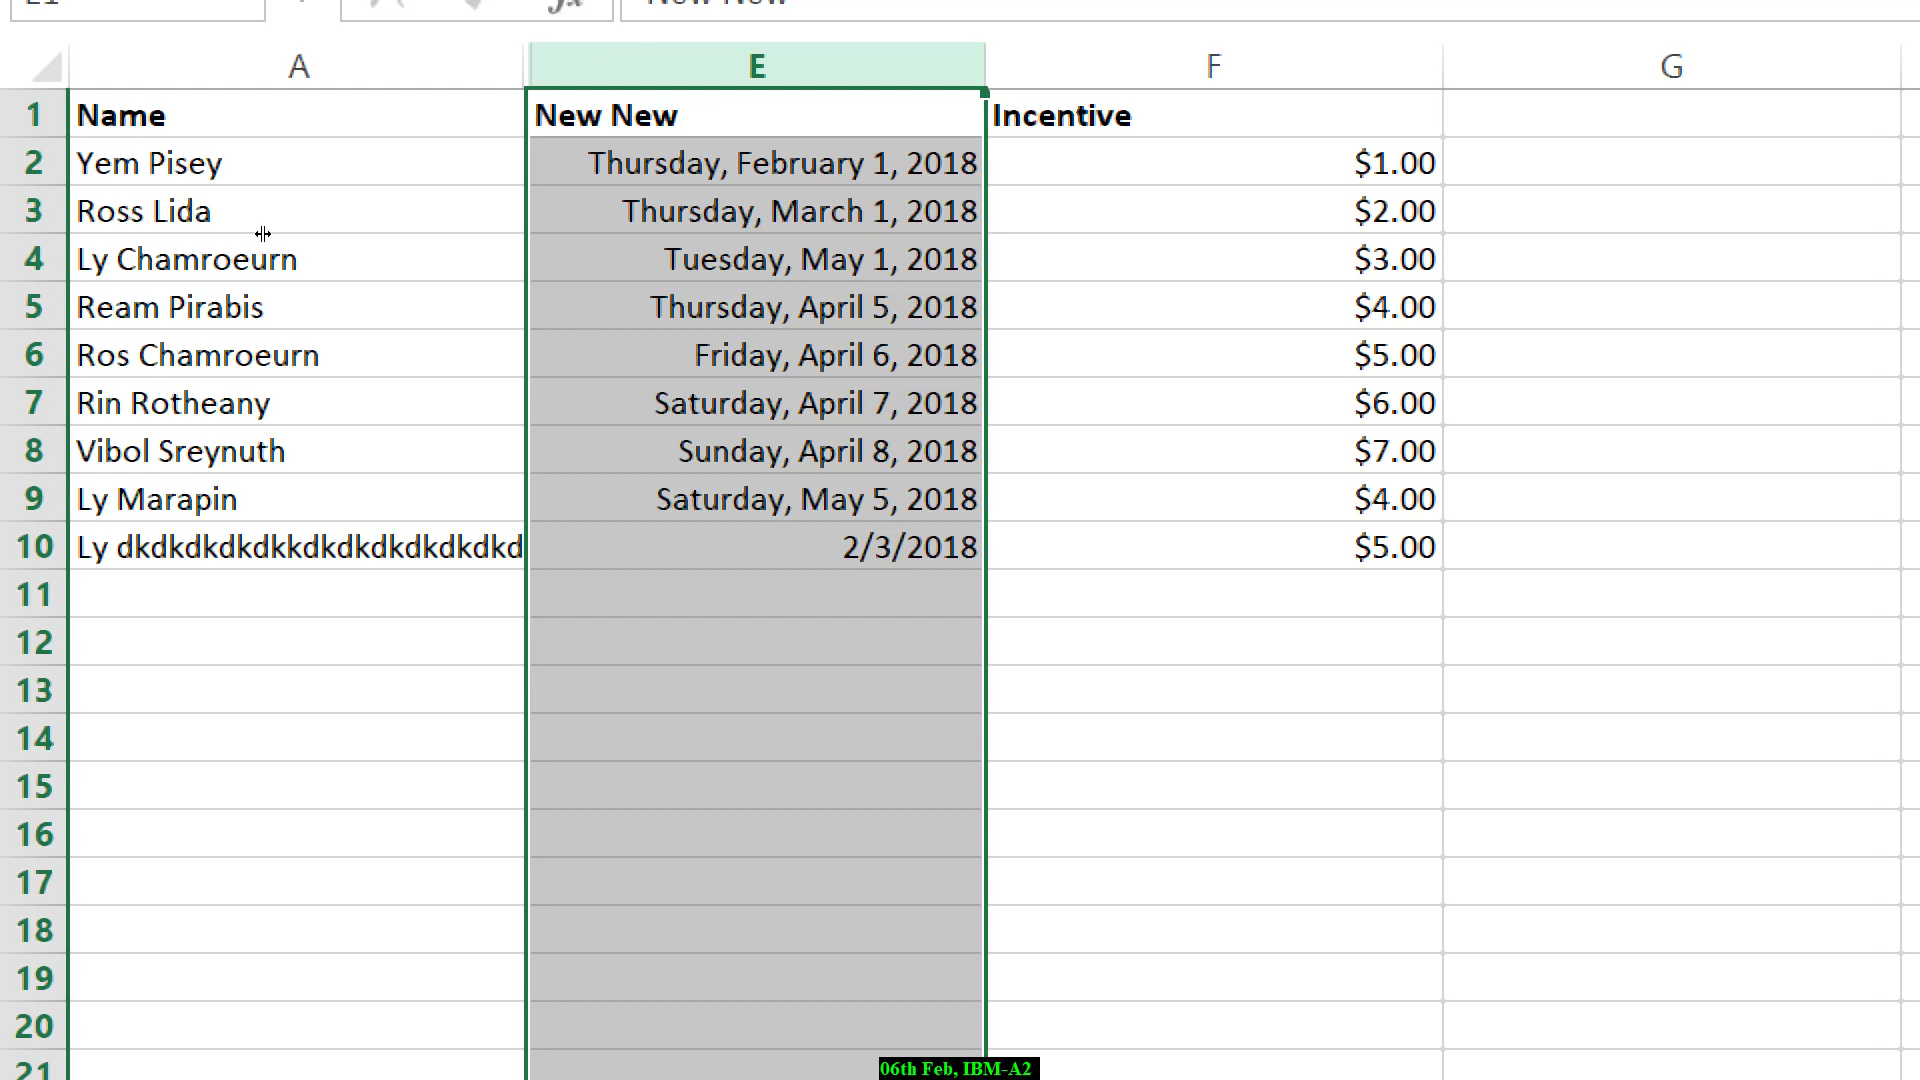 A E F G
1 Name New New Incentive
2 Yem Pisey Thursday, February 1, 2018 $1.00
3 Ross Lida Thursday, March 1, 2018 $2.00
4 Ly Chamroeurn Tuesday, May 1, 2018 $3.00
5 Ream Pirabis Thursday, April 5, 2018 $4.00
6 Ros Chamroeurn Friday, April 6, 2018 $5.00
7 Rin Rotheany Saturday, April 7, 2018 $6.00
8 Vibol Sreynuth Sunday, April 8, 2018 $7.00
9 Ly Marapin Saturday, May 5, 2018 $4.00
10 Ly dkdkdkdkdkkdkdkdkdkdkdkd 2/3/2018 $5.00
11
12
13
14
15
16
17
18
19
20
21
06th Feb, IBM-A2